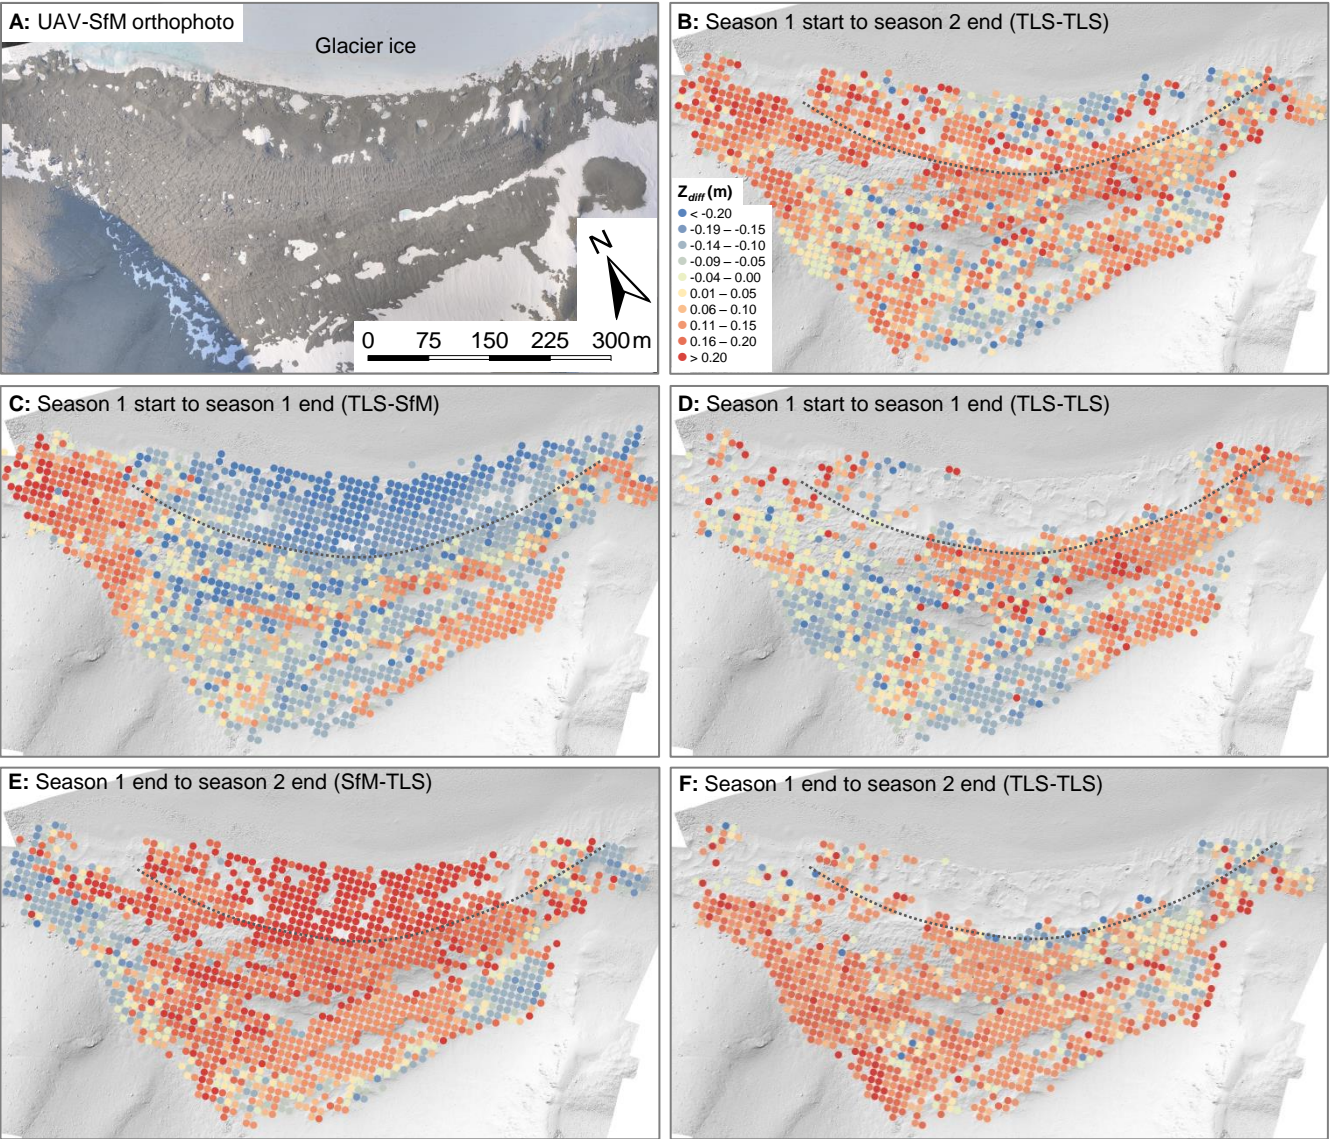 A: UAV-SfM orthophoto
Glacier ice
N
0 75 150 225 300 m
B: Season 1 start to season 2 end (TLS-TLS)
Zdiff (m)
< -0.20
-0.19 – -0.15
-0.14 – -0.10
-0.09 – -0.05
-0.04 – 0.00
0.01 – 0.05
0.06 – 0.10
0.11 – 0.15
0.16 – 0.20
> 0.20
C: Season 1 start to season 1 end (TLS-SfM)
D: Season 1 start to season 1 end (TLS-TLS)
E: Season 1 end to season 2 end (SfM-TLS)
F: Season 1 end to season 2 end (TLS-TLS)